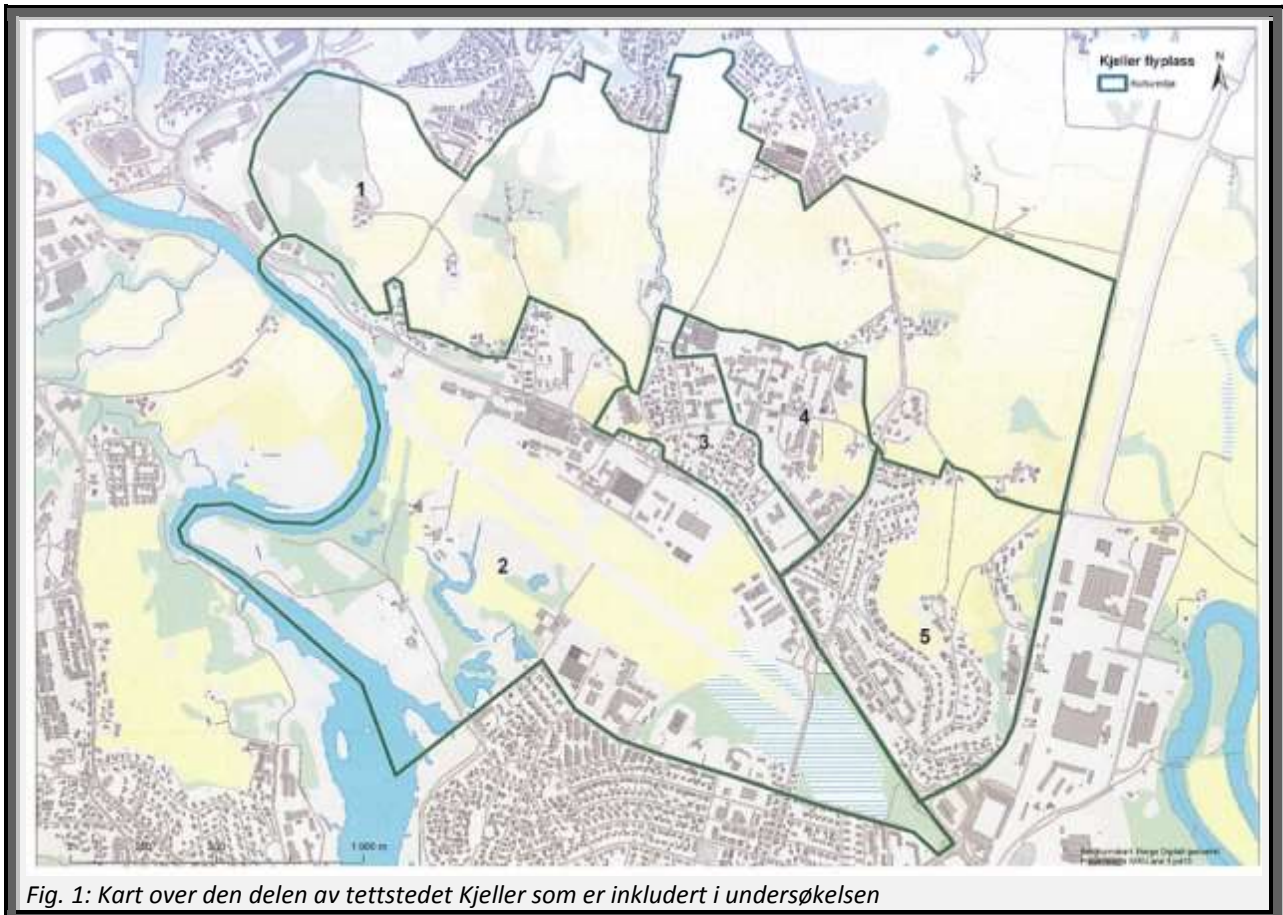 Kjeller flyplass
N
Kulturmiljø
1
4
3
2
5
1 000 m
Fig. 1: Kart over den delen av tettstedet Kjeller som er inkludert i undersøkelsen